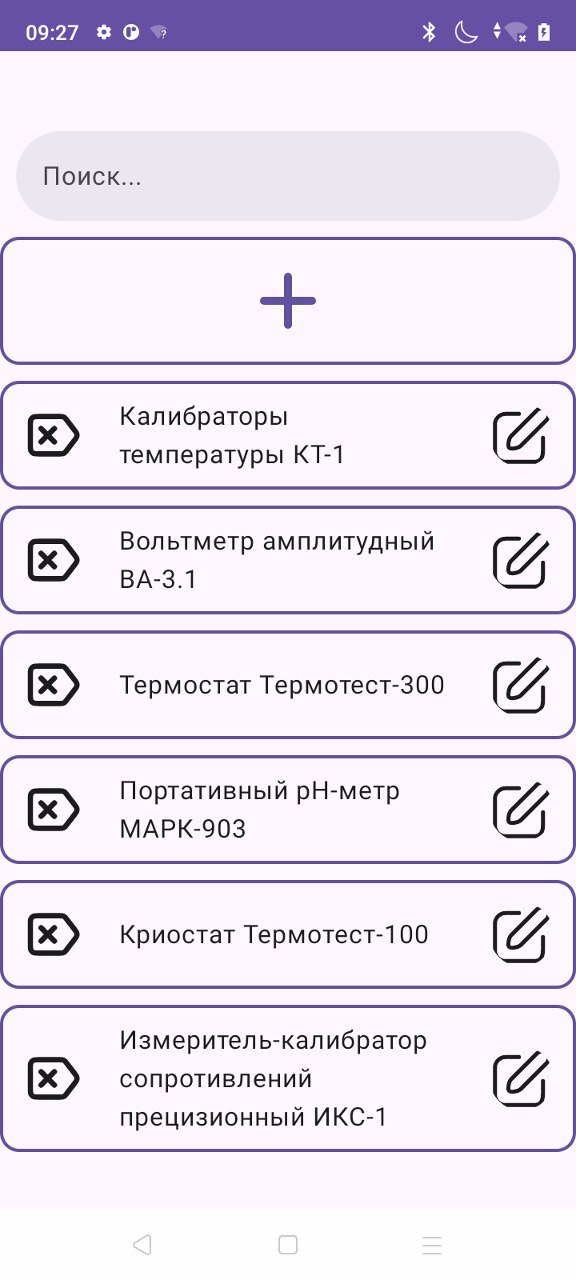 09:27
Поиск...
Калибраторы
температуры КТ-1
Вольтметр амплитудный
ВА-3.1
Термостат Термотест-300
Портативный pH-метр
МАРК-903
Криостат Термотест-100
Измеритель-калибратор
сопротивлений
прецизионный ИКС-1